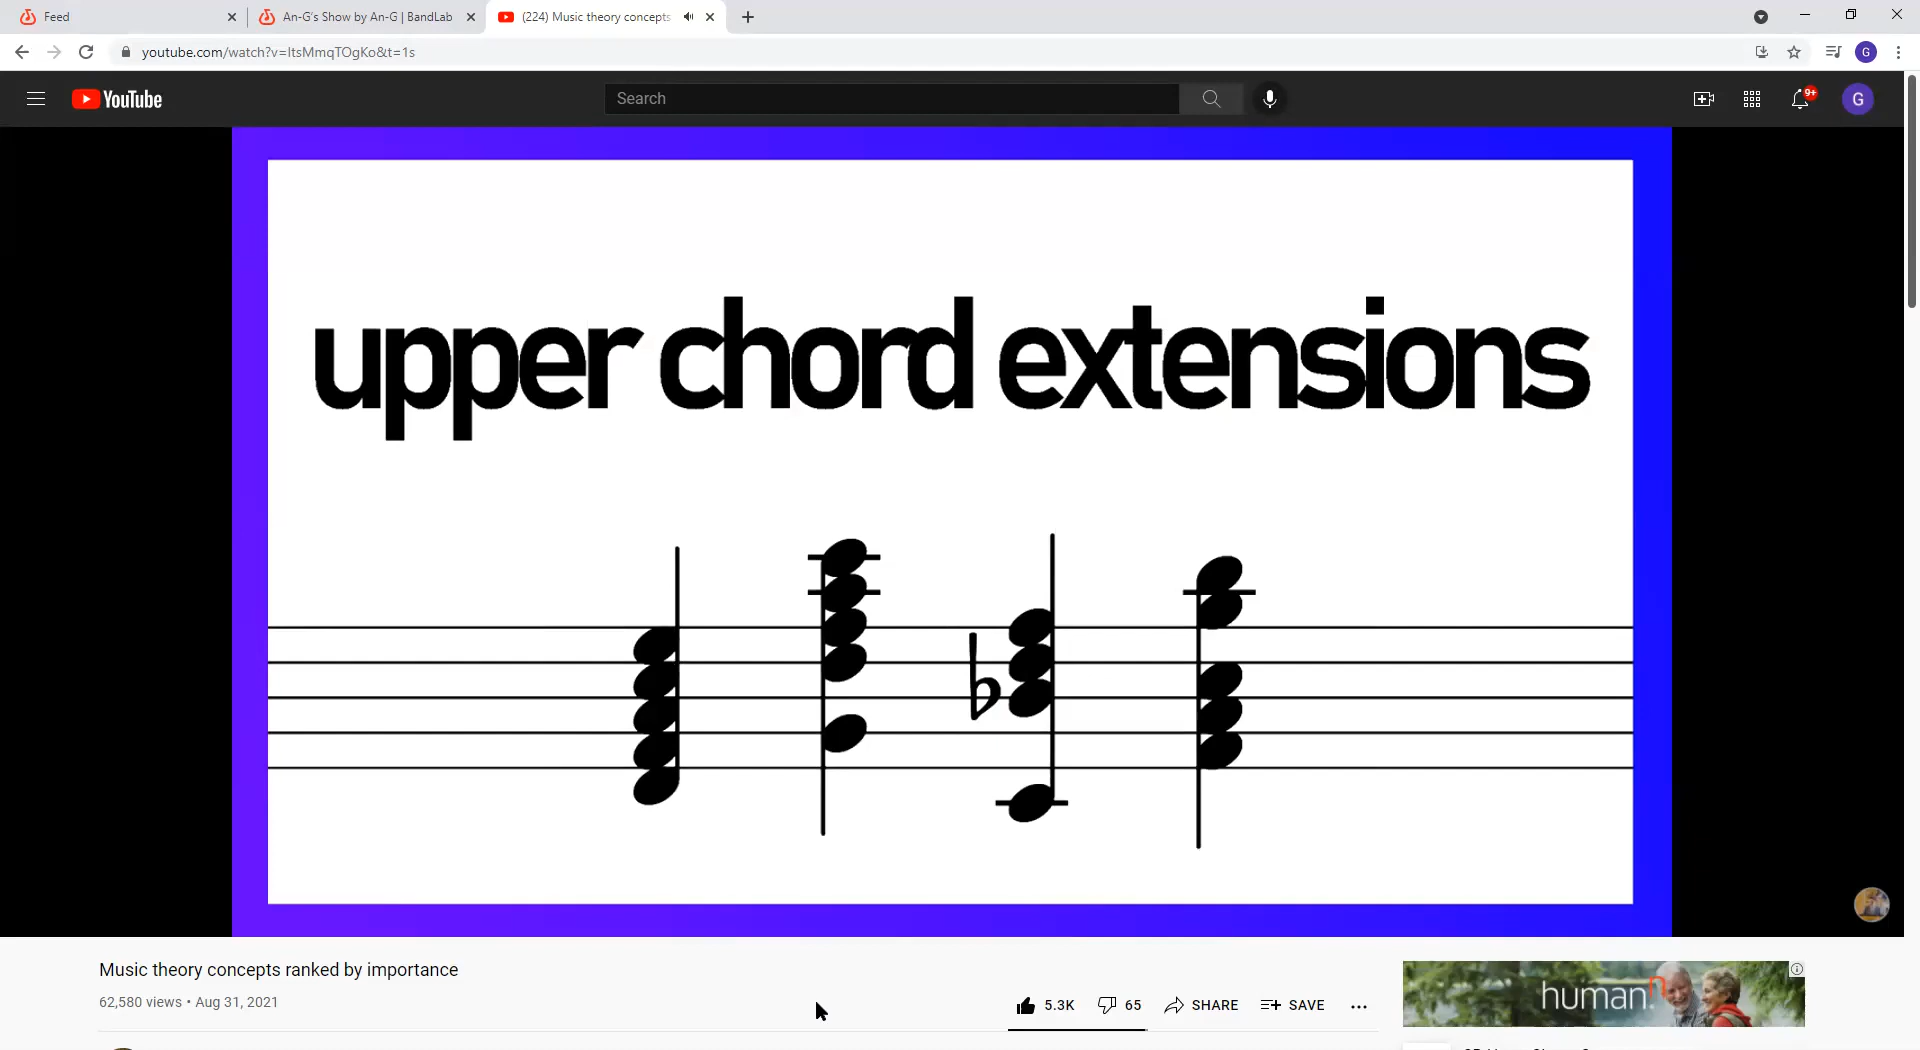 Feed
An-G's Show by An-G | BandLab
(224) Music theory concepts
youtube.com/watch?v=ItsMmqTOgKo&t=1s
G
YouTube
Search
9+
G
upper chord extensions
Music theory concepts ranked by importance
62,580 views • Aug 31, 2021
5.3K
65
SHARE
SAVE
humann